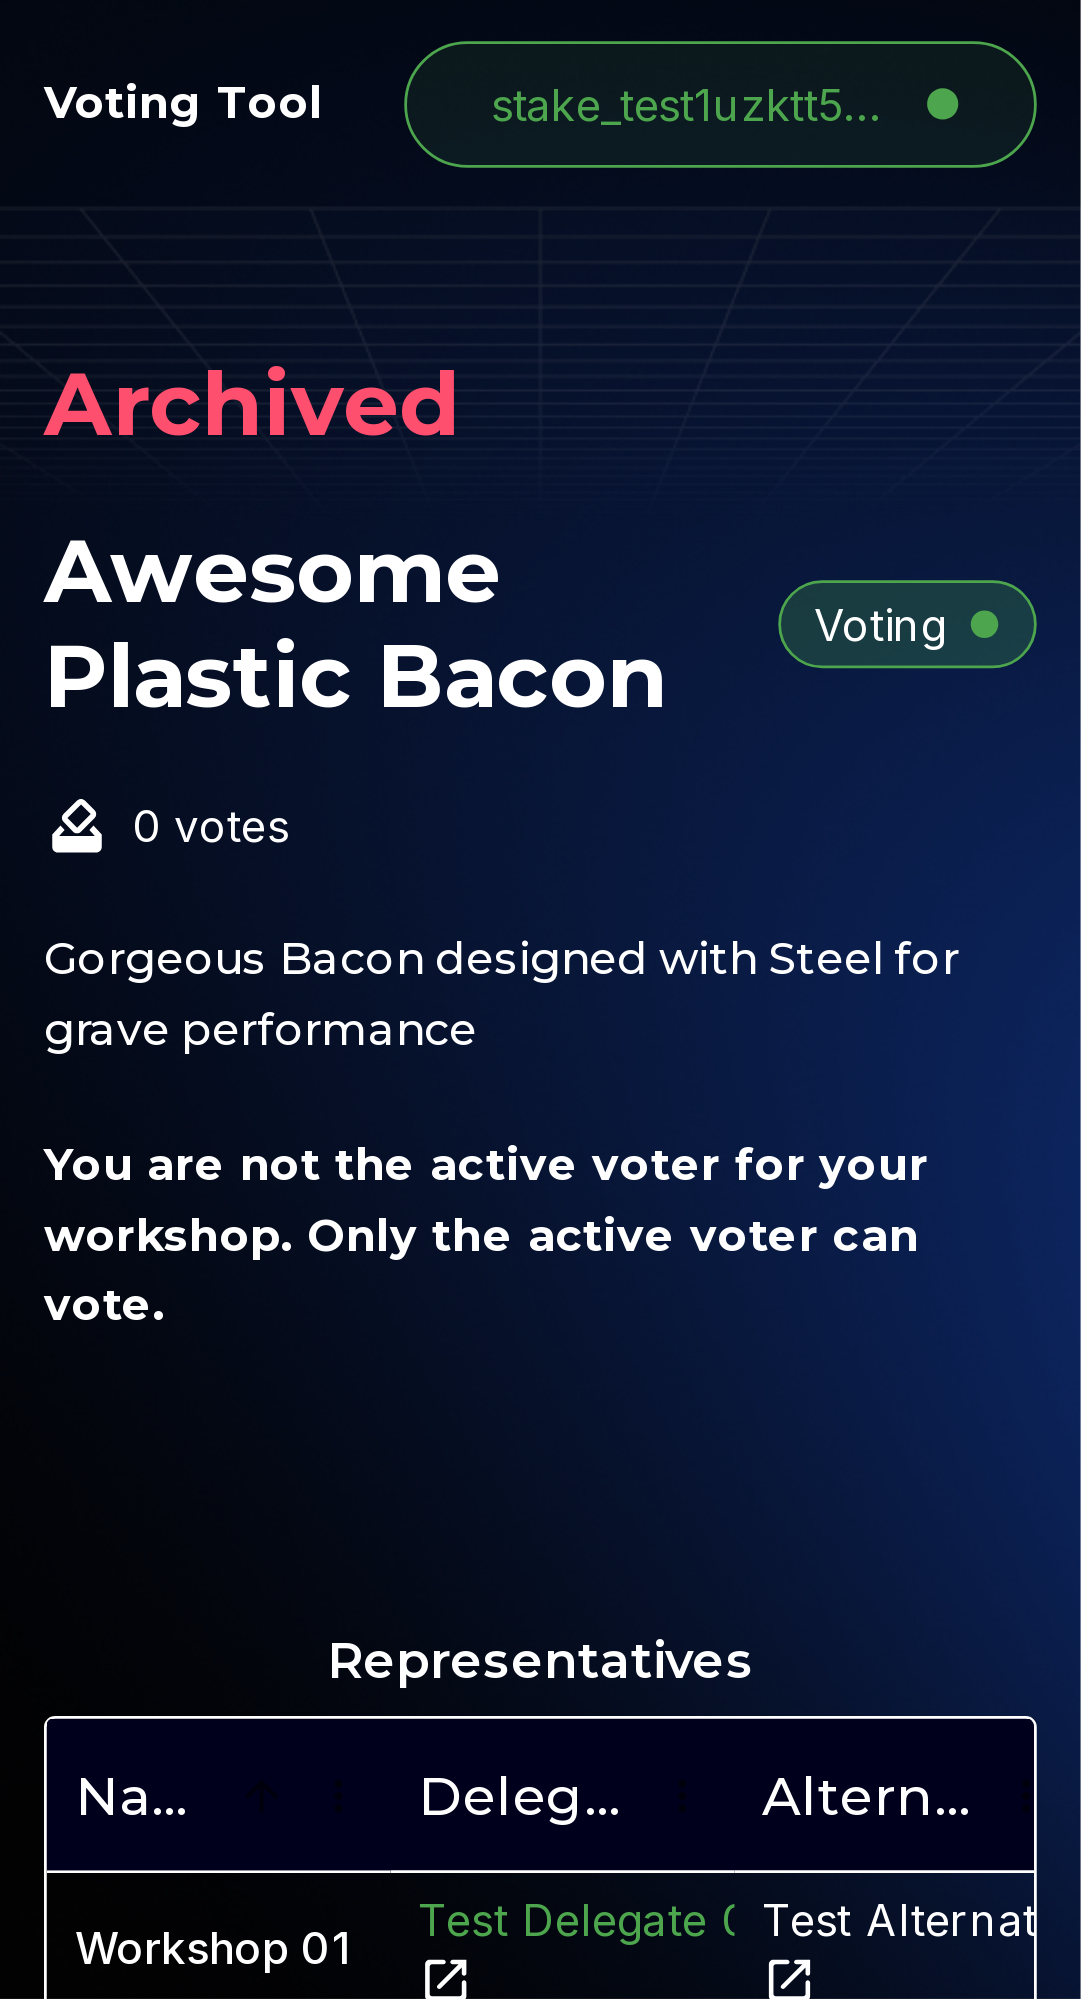 Voting Tool
stake_test1uzktt5...
Archived
Awesome
Plastic Bacon
Voting
0 votes
Gorgeous Bacon designed with Steel for
grave performance
You are not the active voter for your
workshop. Only the active voter can
vote.
Representatives
Na...
Deleg...
Altern...
Workshop 01
Test Delegate
Test Alternat